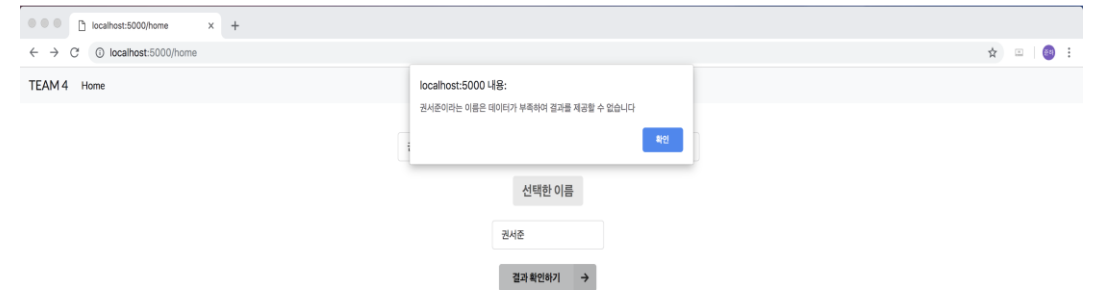 localhost:5000/home
localhost:5000/home
TEAM 4 Home
localhost:5000 내용:
권서준이라는 이름은 데이터가 부족하여 결과를 제공할 수 없습니다
확인
선택한 이름
권서준
결과 확인하기